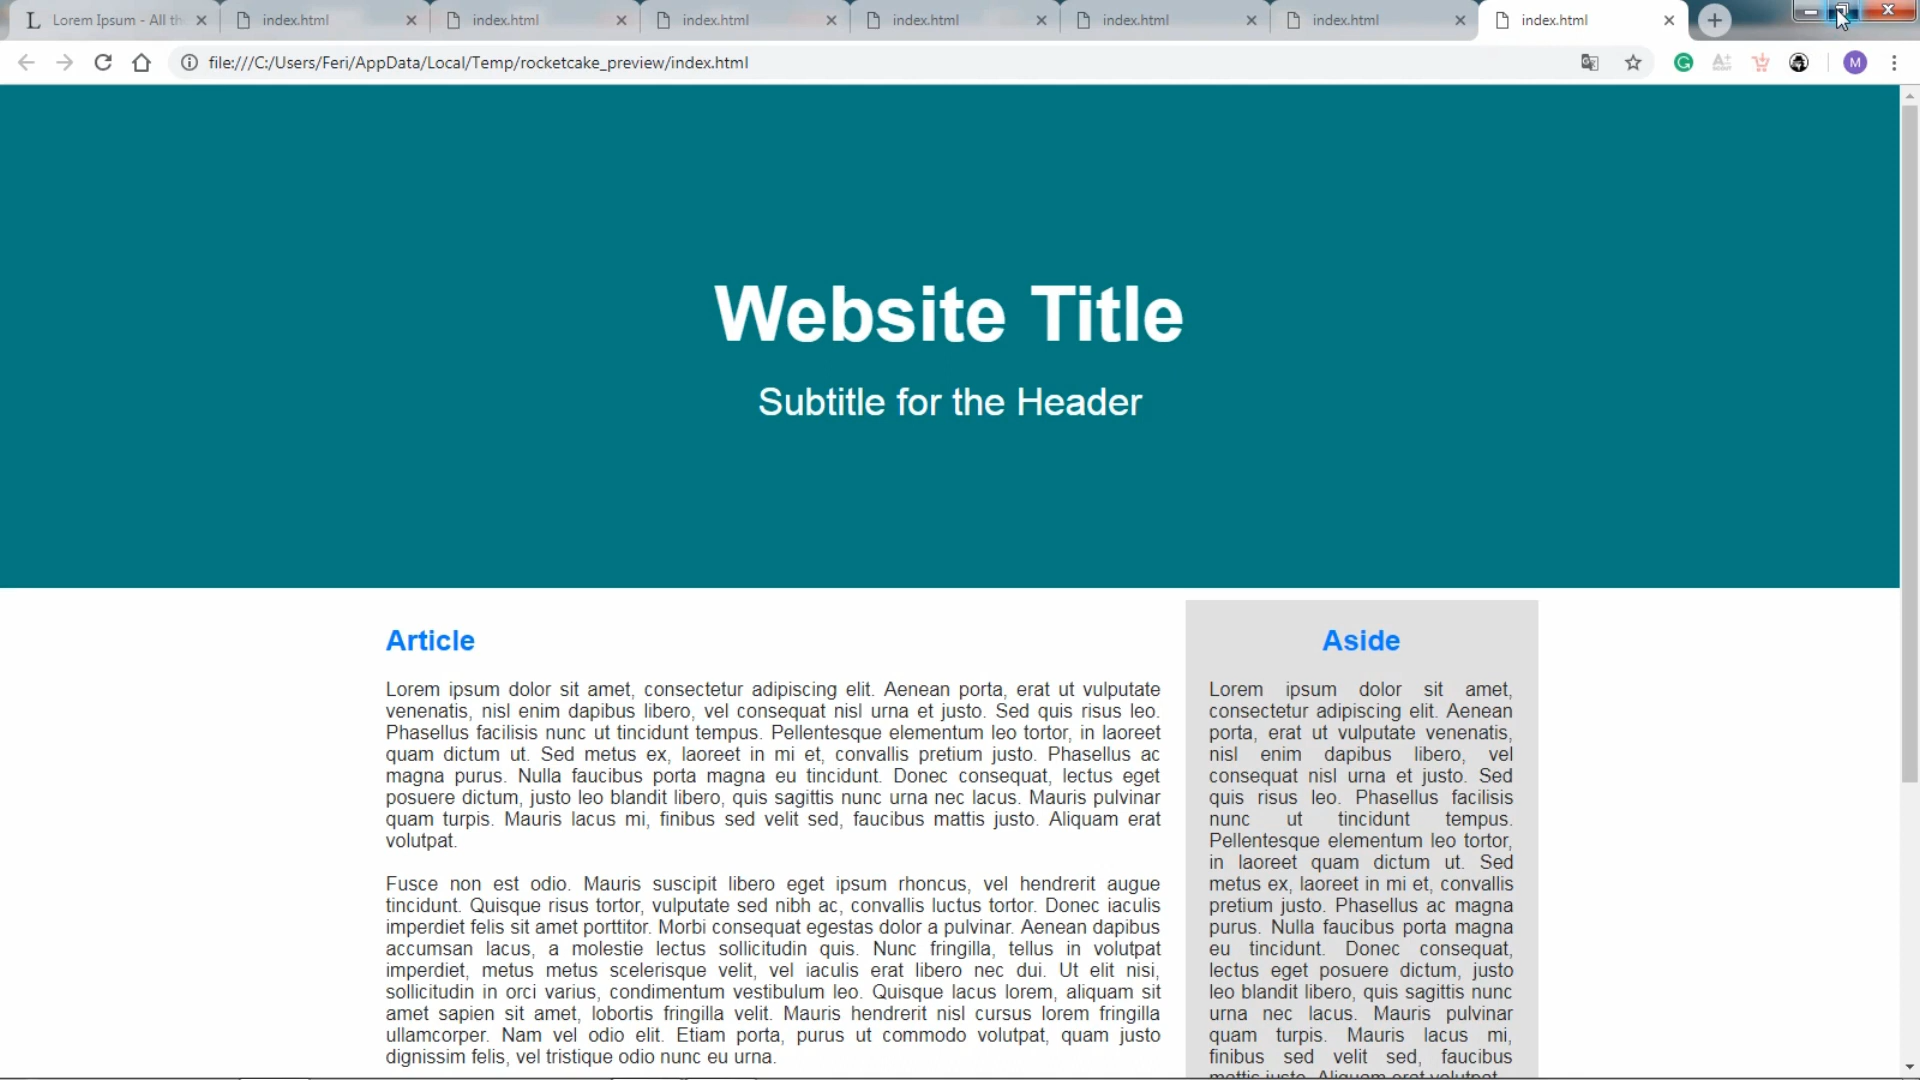 L Lorem Ipsum - All th
index.html
index.html
index.html
index.html
index.html
index.html
index.html
file:///C:/Users/Feri/AppData/Local/Temp/rocketcake_preview/index.html
M
Website Title
Subtitle for the Header
Article
Lorem ipsum dolor sit amet, consectetur adipiscing elit. Aenean porta, erat ut vulputate
venenatis, nisl enim dapibus libero, vel consequat nisl urna et justo. Sed quis risus leo.
Phasellus facilisis nunc ut tincidunt tempus. Pellentesque elementum leo tortor, in laoreet
quam dictum ut. Sed metus ex, laoreet in mi et, convallis pretium justo. Phasellus ac
magna purus. Nulla faucibus porta magna eu tincidunt. Donec consequat, lectus eget
posuere dictum, justo leo blandit libero, quis sagittis nunc urna nec lacus. Mauris pulvinar
quam turpis. Mauris lacus mi, finibus sed velit sed, faucibus mattis justo. Aliquam erat
volutpat.
Fusce non est odio. Mauris suscipit libero eget ipsum rhoncus, vel hendrerit augue
tincidunt. Quisque risus tortor, vulputate sed nibh ac, convallis luctus tortor. Donec iaculis
imperdiet felis sit amet porttitor. Morbi consequat egestas dolor a pulvinar. Aenean dapibus
accumsan lacus, a molestie lectus sollicitudin quis. Nunc fringilla, tellus in volutpat
imperdiet, metus metus scelerisque velit, vel iaculis erat libero nec dui. Ut elit nisi,
sollicitudin in orci varius, condimentum vestibulum leo. Quisque lacus lorem, aliquam sit
amet sapien sit amet, lobortis fringilla velit. Mauris hendrerit nisl cursus lorem fringilla
ullamcorper. Nam vel odio elit. Etiam porta, purus ut commodo volutpat, quam justo
dignissim felis, vel tristique odio nunc eu urna.
Aside
Lorem ipsum dolor sit amet,
consectetur adipiscing elit. Aenean
porta, erat ut vulputate venenatis,
nisl enim dapibus libero, vel
consequat nisl urna et justo. Sed
quis risus leo. Phasellus facilisis
nunc ut tincidunt tempus.
Pellentesque elementum leo tortor,
in laoreet quam dictum ut. Sed
metus ex, laoreet in mi et, convallis
pretium justo. Phasellus ac magna
purus. Nulla faucibus porta magna
eu tincidunt. Donec consequat,
lectus eget posuere dictum, justo
leo blandit libero, quis sagittis nunc
urna nec lacus. Mauris pulvinar
quam turpis. Mauris lacus mi,
finibus sed velit sed, faucibus
mattis justo. Aliquam erat volutpat.